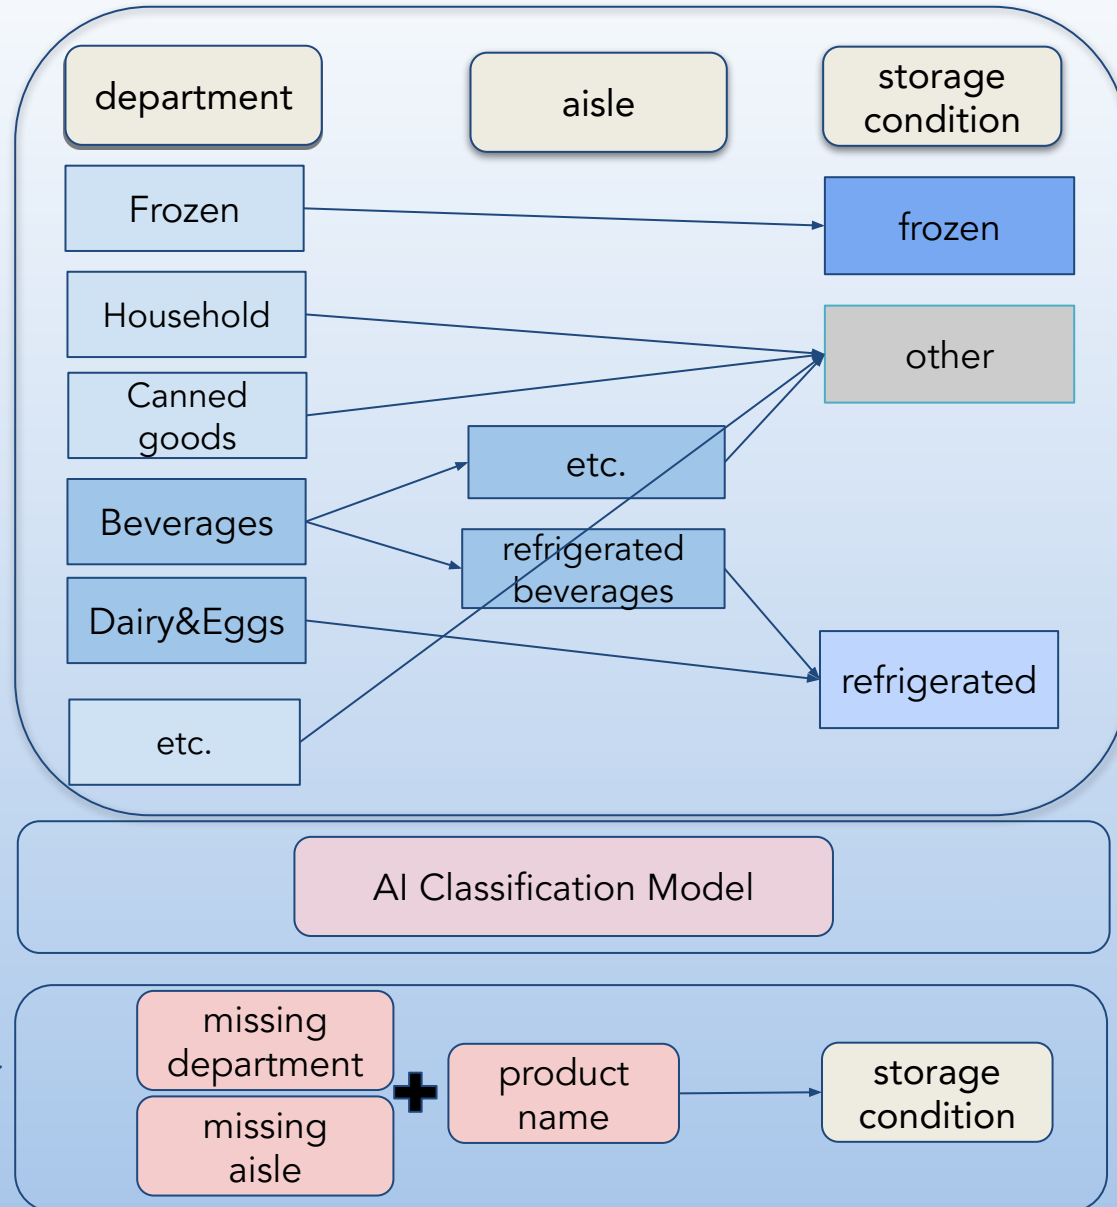 department
aisle
storage
condition
Frozen
frozen
Household
other
Canned
goods
etc.
Beverages
refrigerated
beverages
Dairy&Eggs
refrigerated
etc.
AI Classification Model
missing
department
product
name
storage
condition
missing
aisle